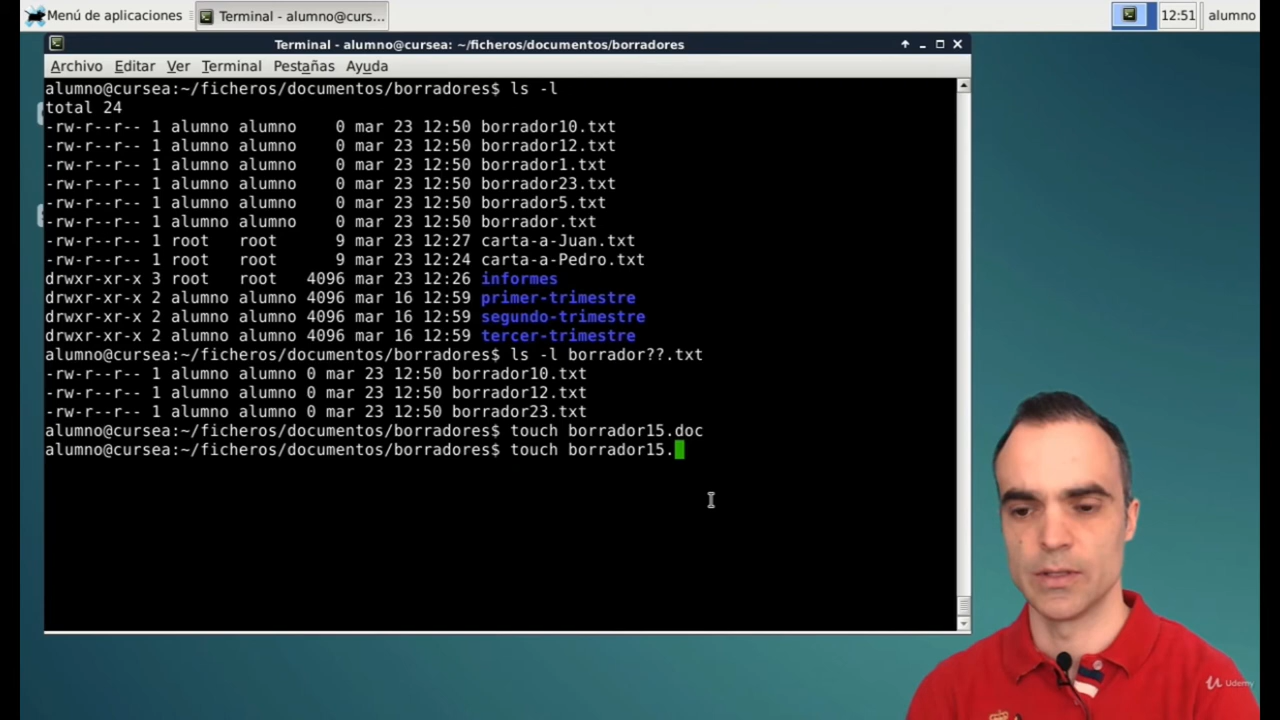 Menú de aplicaciones
Terminal - alumno@curs...
12:51
alumno
Terminal - alumno@cursea: ~/ficheros/documentos/borradores
Archivo Editar Ver Terminal Pestañas Ayuda
alumno@cursea:~/ficheros/documentos/borradores$ ls -l
total 24
-rw-r--r-- 1 alumno alumno    0 mar 23 12:50 borrador10.txt
-rw-r--r-- 1 alumno alumno    0 mar 23 12:50 borrador12.txt
-rw-r--r-- 1 alumno alumno    0 mar 23 12:50 borrador1.txt
-rw-r--r-- 1 alumno alumno    0 mar 23 12:50 borrador23.txt
-rw-r--r-- 1 alumno alumno    0 mar 23 12:50 borrador5.txt
-rw-r--r-- 1 alumno alumno    0 mar 23 12:50 borrador.txt
-rw-r--r-- 1 root   root      9 mar 23 12:27 carta-a-Juan.txt
-rw-r--r-- 1 root   root      9 mar 23 12:24 carta-a-Pedro.txt
drwxr-xr-x 3 root   root   4096 mar 23 12:26 informes
drwxr-xr-x 2 alumno alumno 4096 mar 16 12:59 primer-trimestre
drwxr-xr-x 2 alumno alumno 4096 mar 16 12:59 segundo-trimestre
drwxr-xr-x 2 alumno alumno 4096 mar 16 12:59 tercer-trimestre
alumno@cursea:~/ficheros/documentos/borradores$ ls -l borrador??.txt
-rw-r--r-- 1 alumno alumno 0 mar 23 12:50 borrador10.txt
-rw-r--r-- 1 alumno alumno 0 mar 23 12:50 borrador12.txt
-rw-r--r-- 1 alumno alumno 0 mar 23 12:50 borrador23.txt
alumno@cursea:~/ficheros/documentos/borradores$ touch borrador15.doc
alumno@cursea:~/ficheros/documentos/borradores$ touch borrador15.
Udemy